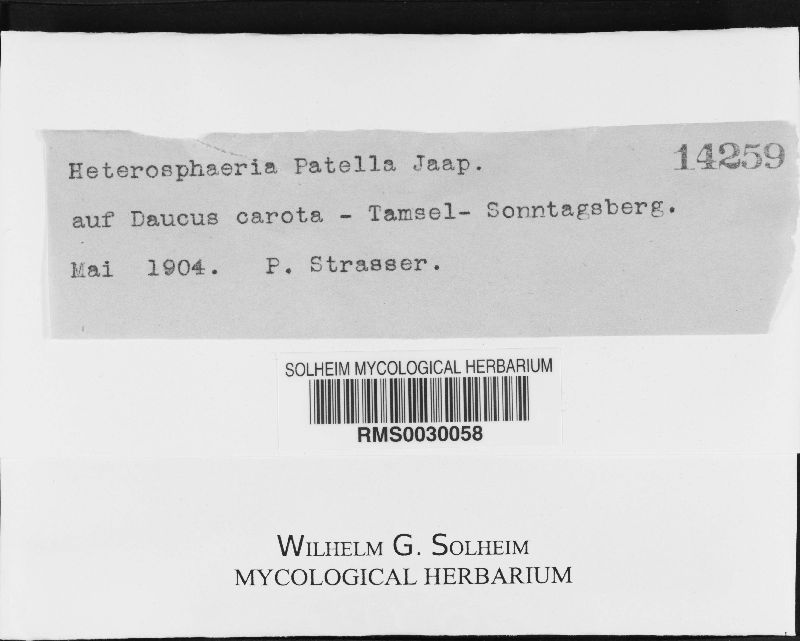 Heterosphaeria Patella Jaap.
14259
auf Daucus carota - Tamsel- Sonntagsberg.
Mai 1904. P. Strasser.
SOLHEIM MYCOLOGICAL HERBARIUM
RMS0030058
WILHELM G. SOLHEIM
MYCOLOGICAL HERBARIUM